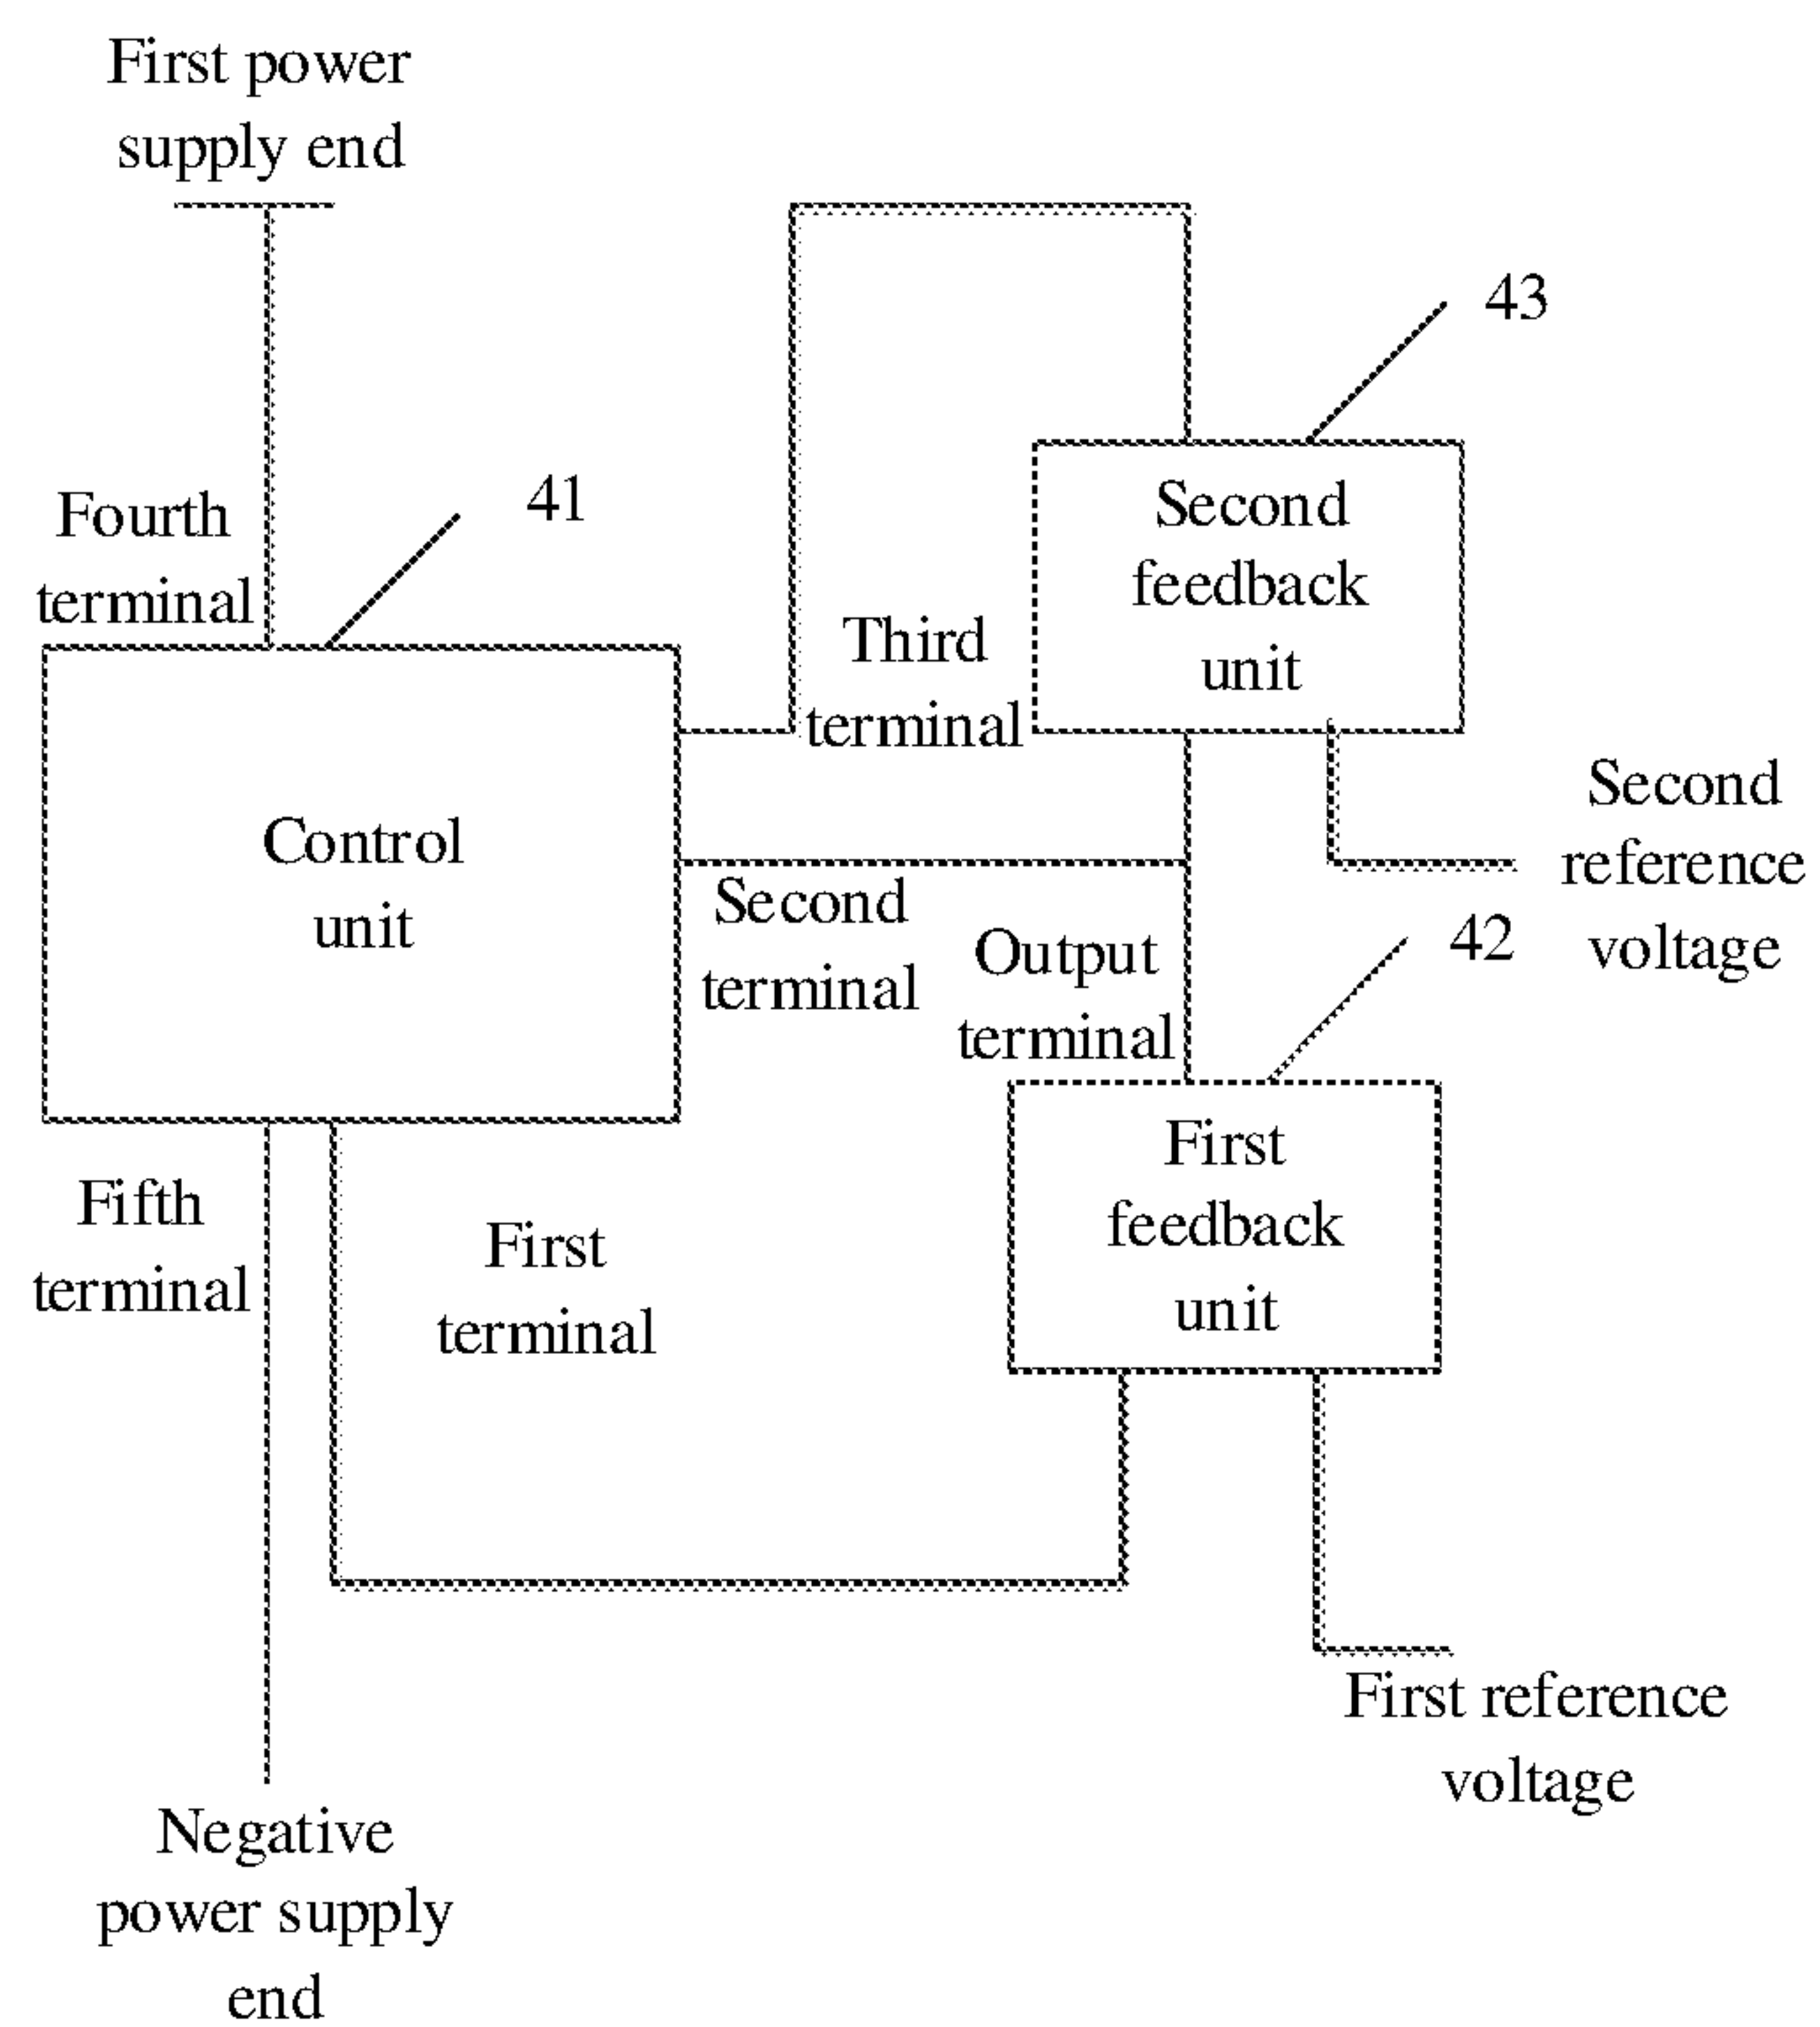 First power
supply end
43
Fourth
terminal
41
Second
feedback
unit
Third
terminal
Control
unit
Second
reference
voltage
Second
terminal
Output
terminal
42
First
feedback
unit
Fifth
terminal
First
terminal
First reference
voltage
Negative
power supply
end